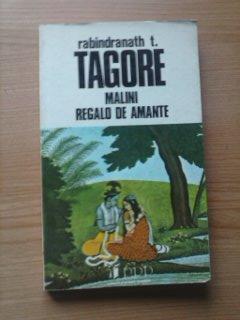 rabindranath t.
TAGORE
MALINI
REGALO DE AMANTE